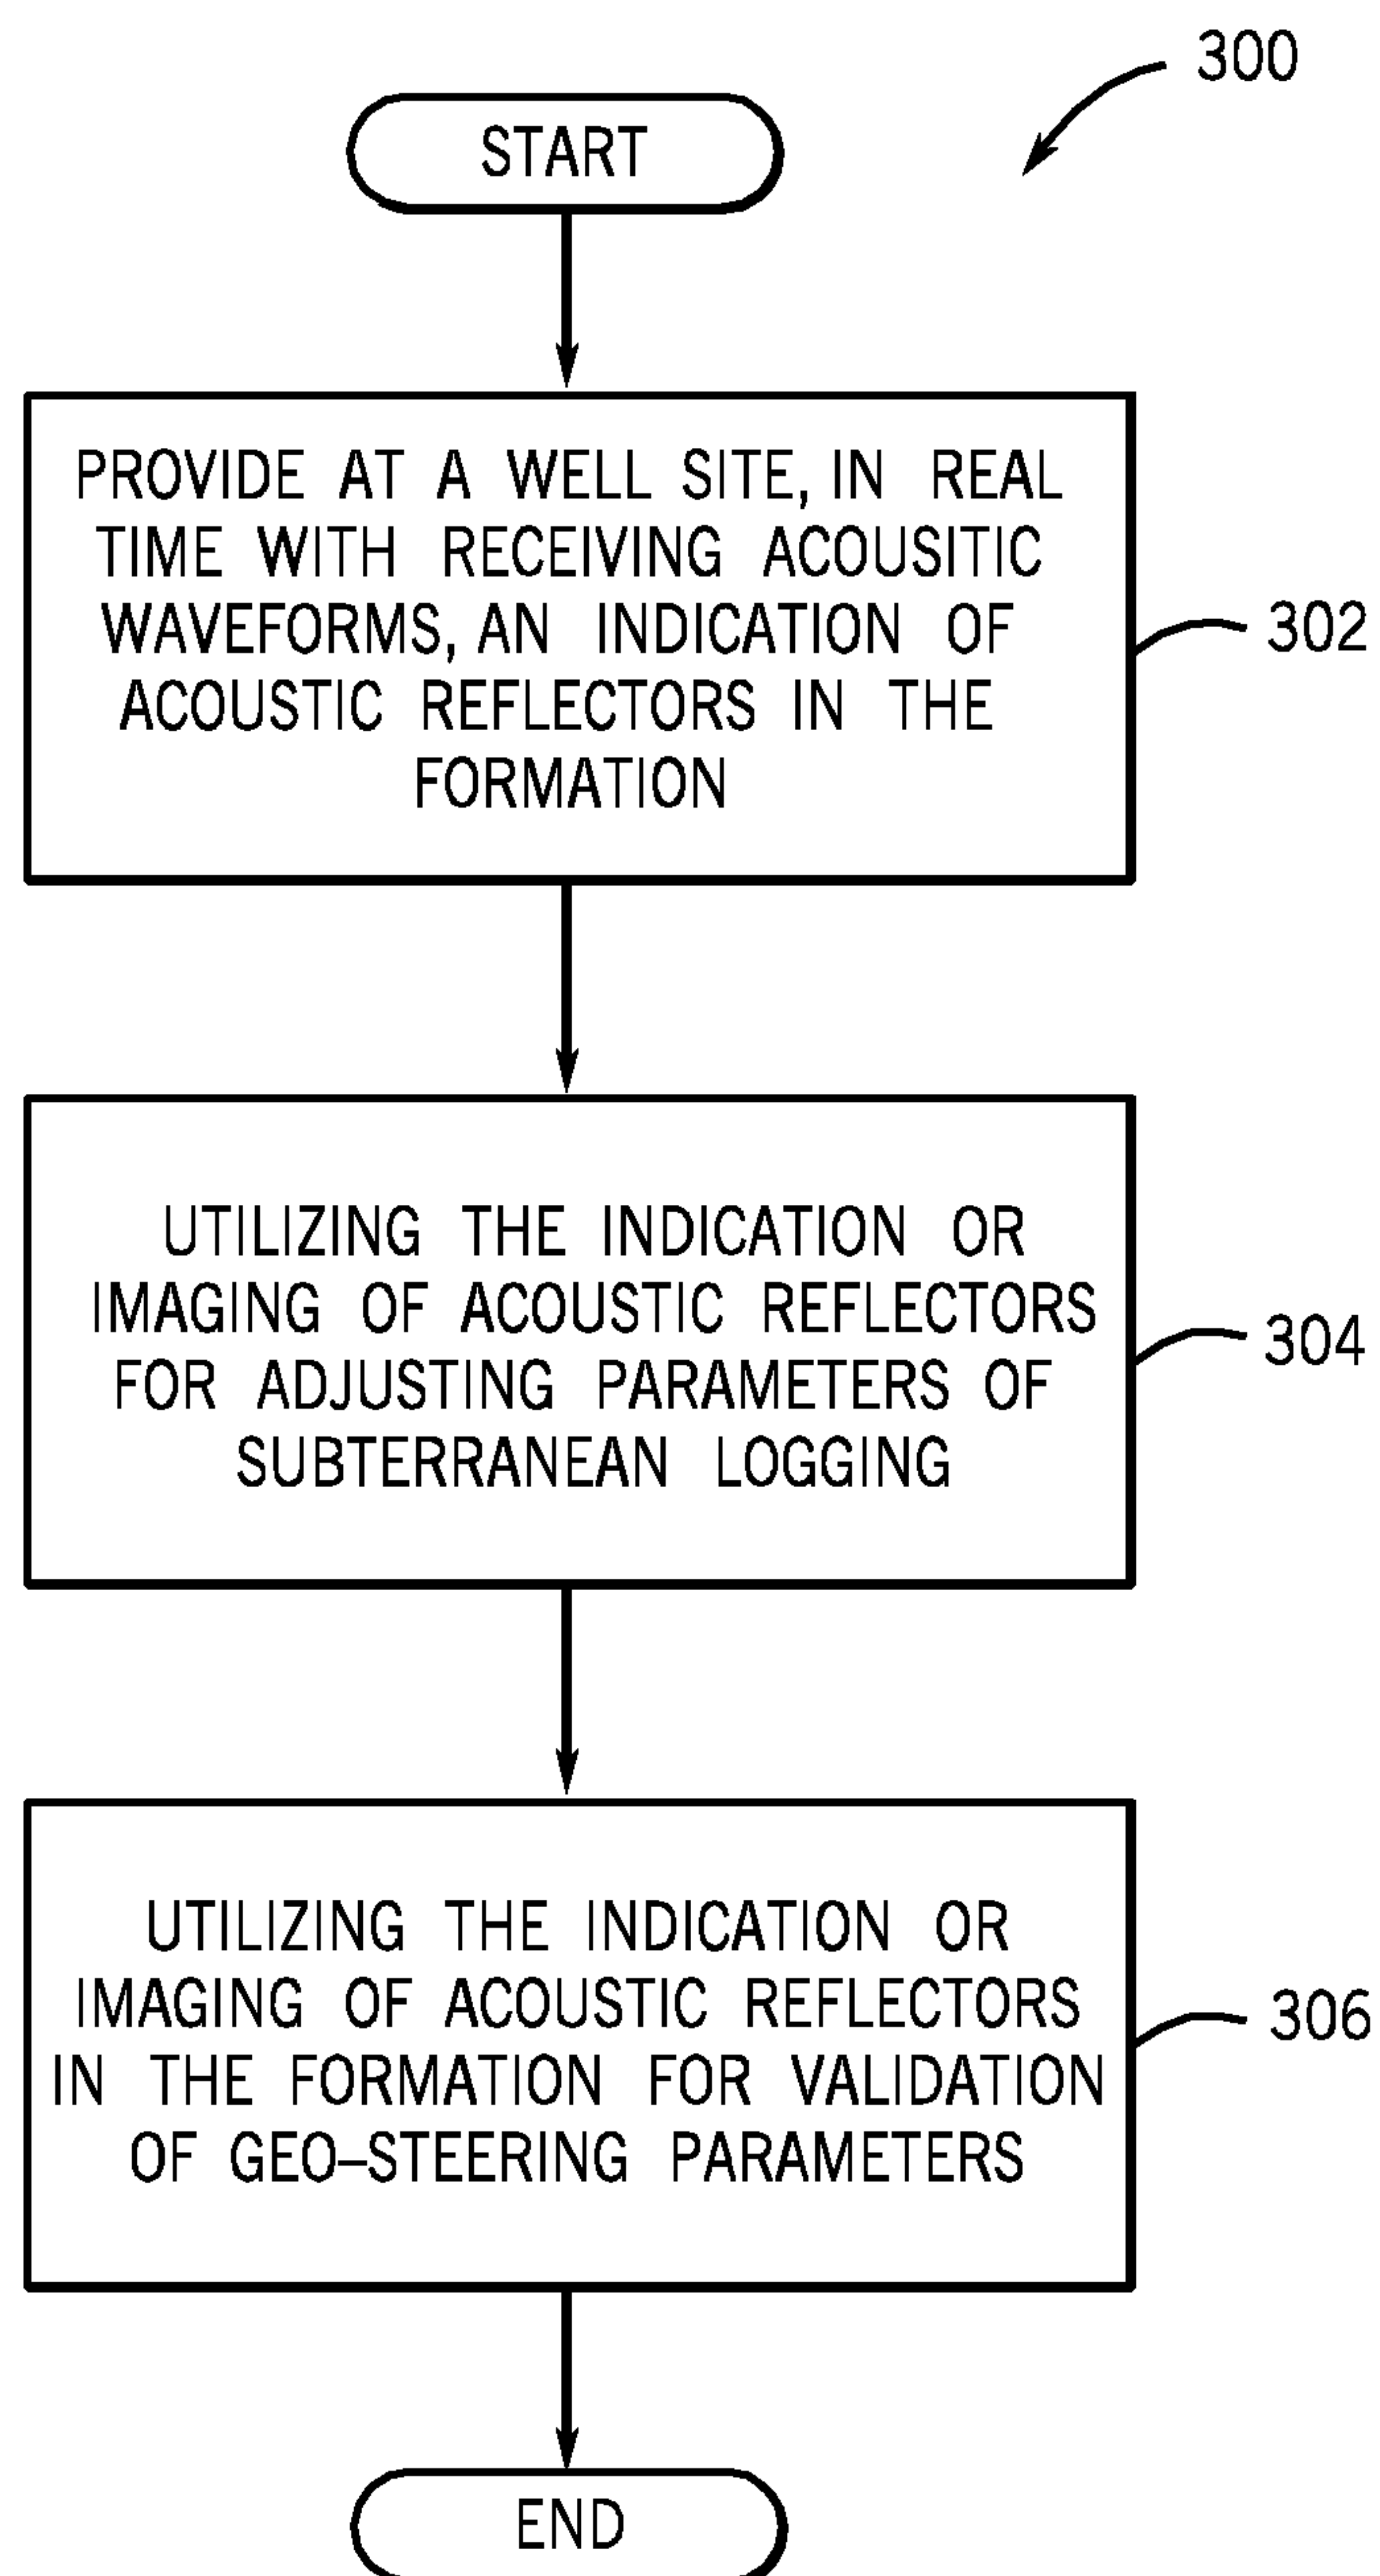 300
START
PROVIDE AT A WELL SITE, IN REAL
TIME WITH RECEIVING ACOUSITIC
WAVEFORMS, AN INDICATION OF
ACOUSTIC REFLECTORS IN THE
FORMATION
302
UTILIZING THE INDICATION OR
IMAGING OF ACOUSTIC REFLECTORS
FOR ADJUSTING PARAMETERS OF
SUBTERRANEAN LOGGING
304
UTILIZING THE INDICATION OR
IMAGING OF ACOUSTIC REFLECTORS
IN THE FORMATION FOR VALIDATION
OF GEO–STEERING PARAMETERS
306
END